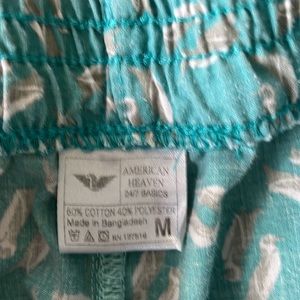 AMERICAN
HEAVEN
24/7 BASICS
60% COTTON 40% POLYESTER
Made in Bangladesh
M